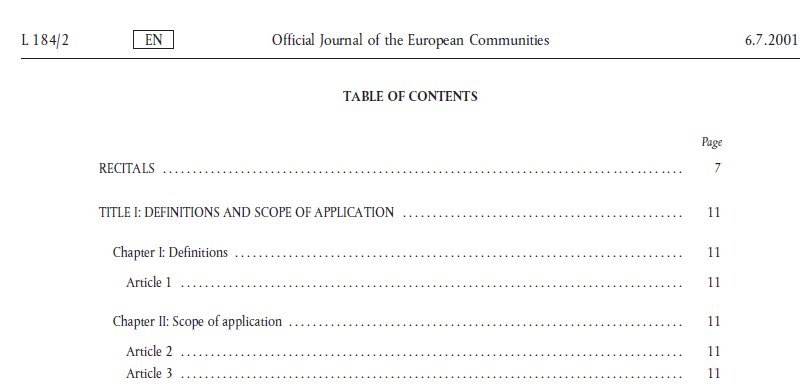 L 184/2 EN Official Journal of the European Communities 6.7.2001
TABLE OF CONTENTS
Page
RECITALS ........................................................................................ 7
TITLE I: DEFINITIONS AND SCOPE OF APPLICATION ............................................... 11
Chapter I: Definitions ........................................................................... 11
Article 1 .................................................................................... 11
Chapter II: Scope of application .................................................................. 11
Article 2 .................................................................................... 11
Article 3 .................................................................................... 11